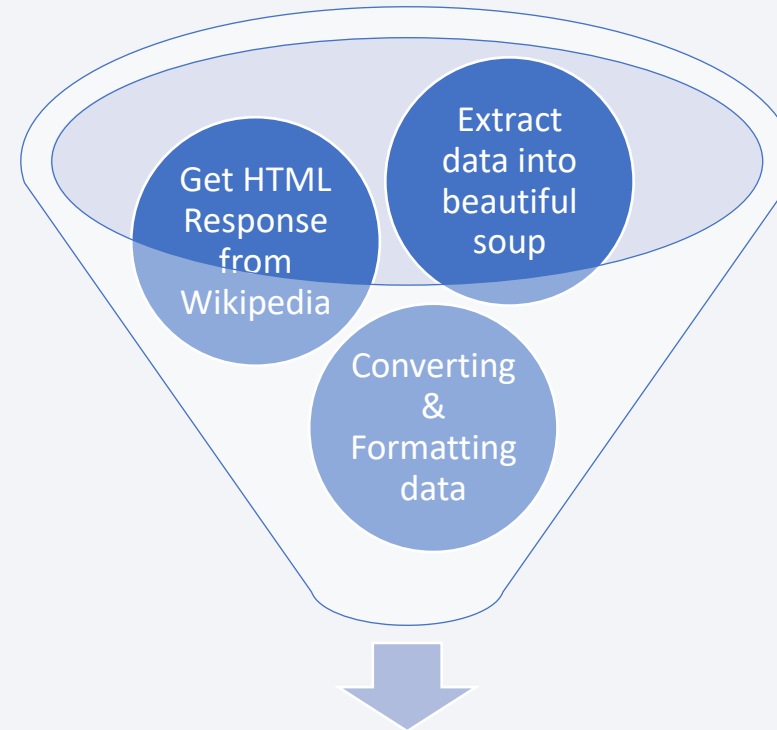 Get HTML
Response
from
Wikipedia
Extract
data into
beautiful
soup
Converting
&
Formatting
data